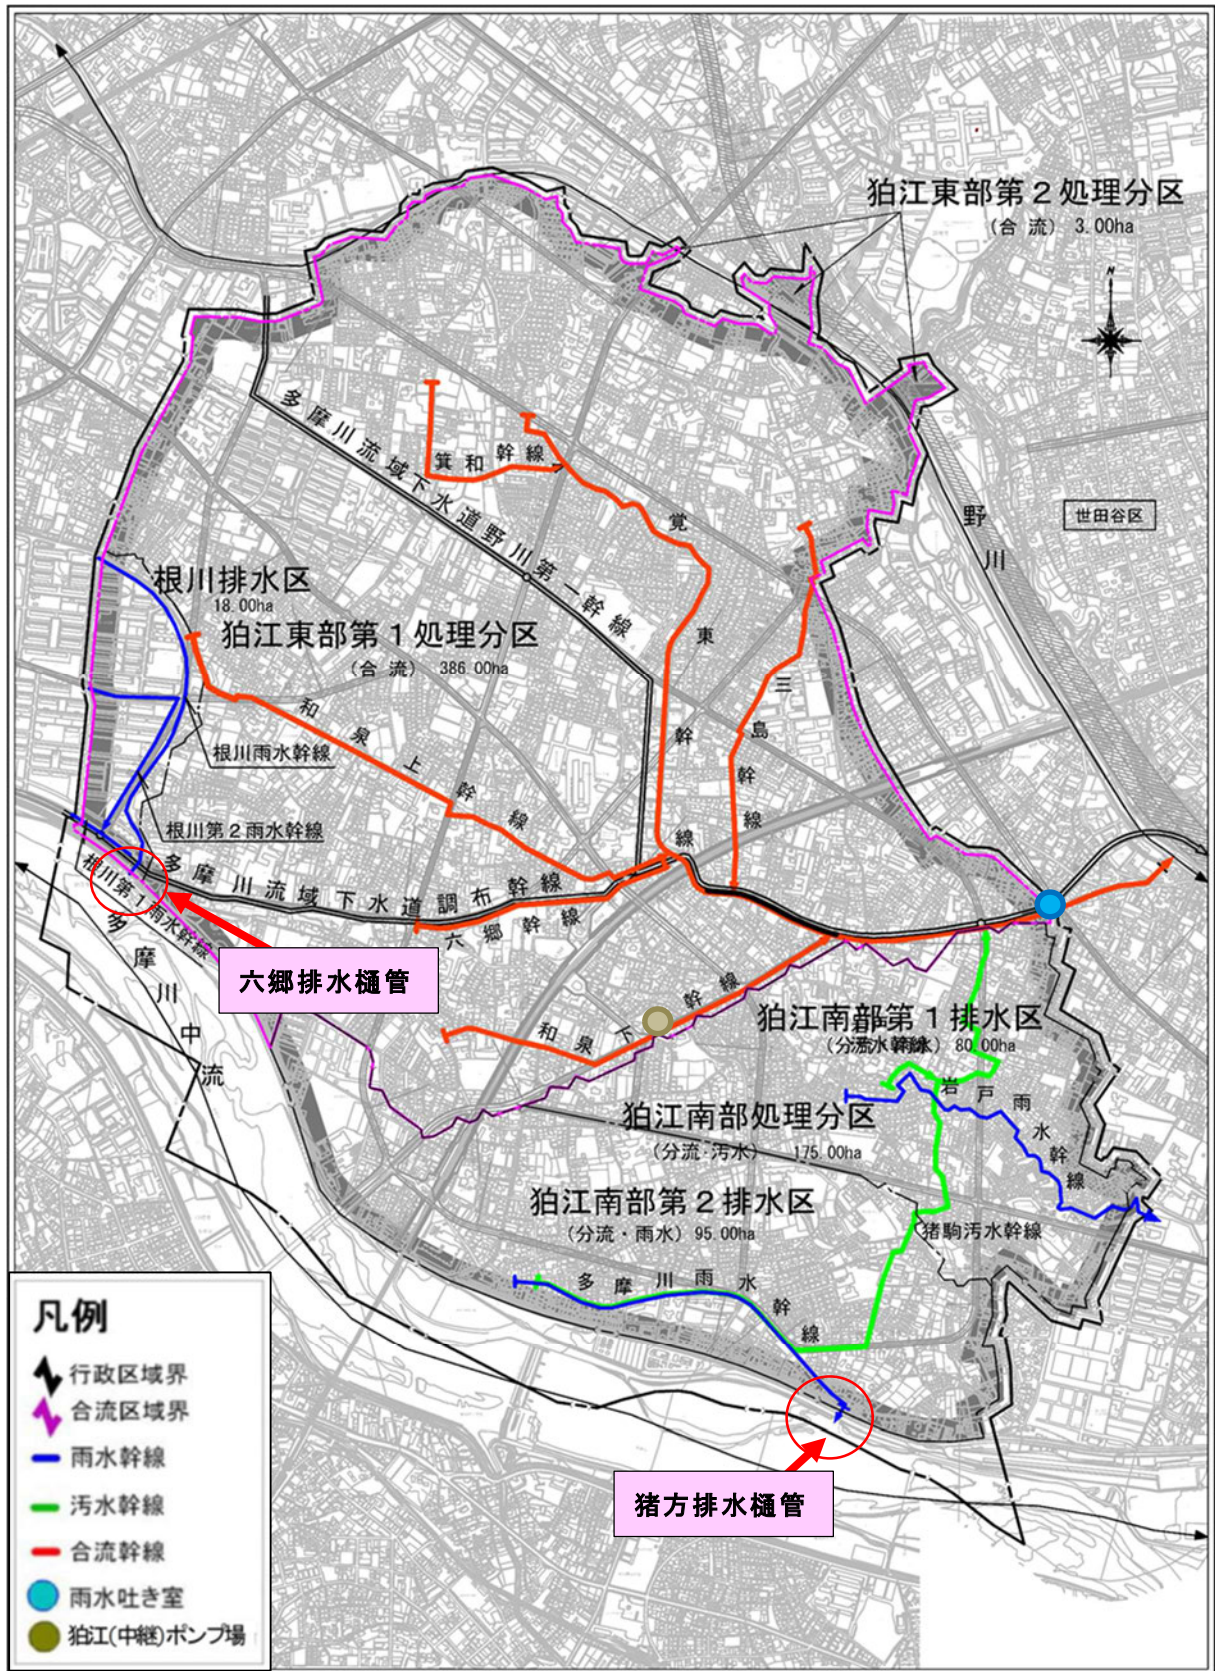 狛江東部第2処理分区
(合 流) 3.00ha
N
多摩川流域下水道野川第一幹線
箕和幹線
覚東幹線
野川
世田谷区
根川排水区
18.00ha
狛江東部第1処理分区
(合 流) 386.00ha
三島幹線
和泉上幹線
根川雨水幹線
根川第2雨水幹線
多摩川流域下水道調布幹線
根川第1雨水幹線
六郷幹線
多摩川中流
六郷排水樋管
和泉下幹線
狛江南部第1排水区
80.00ha
岩戸雨水幹線
狛江南部処理分区
(分流・汚水) 175.00ha
狛江南部第2排水区
(分流・雨水) 95.00ha
猪駒汚水幹線
多摩川雨水幹線
猪方排水樋管
凡例
行政区域界
合流区域界
雨水幹線
汚水幹線
合流幹線
雨水吐き室
狛江(中継)ポンプ場